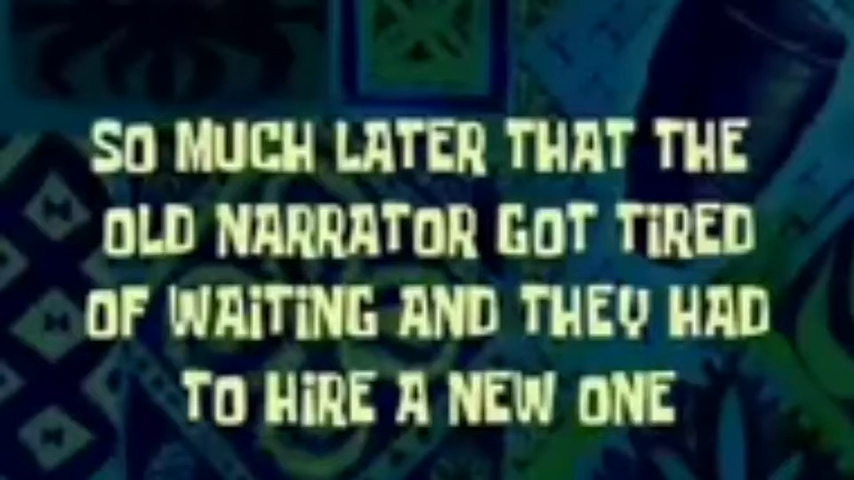 SO MUCH LATER THAT THE
OLD NARRATOR GOT TiRED
OF WAiTiNG AND THEY HAD
TO HiRE A NEW ONE